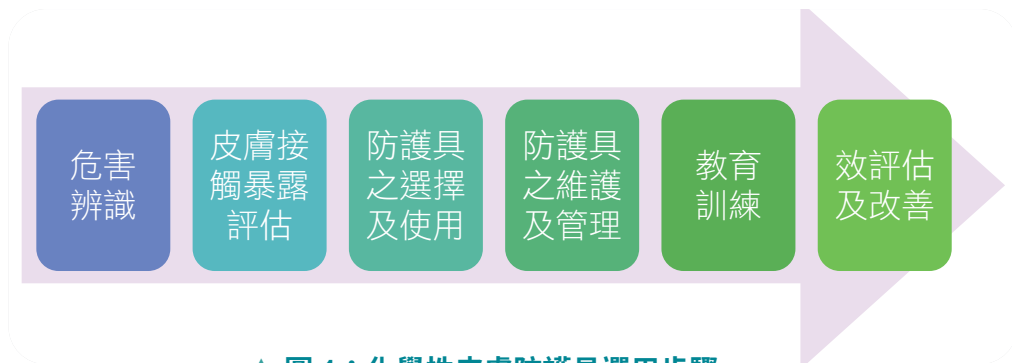 危害
辨識
皮膚接
觸暴露
評估
防護具
之選擇
及使用
防護具
之維護
及管理
教育
訓練
效評估
及改善